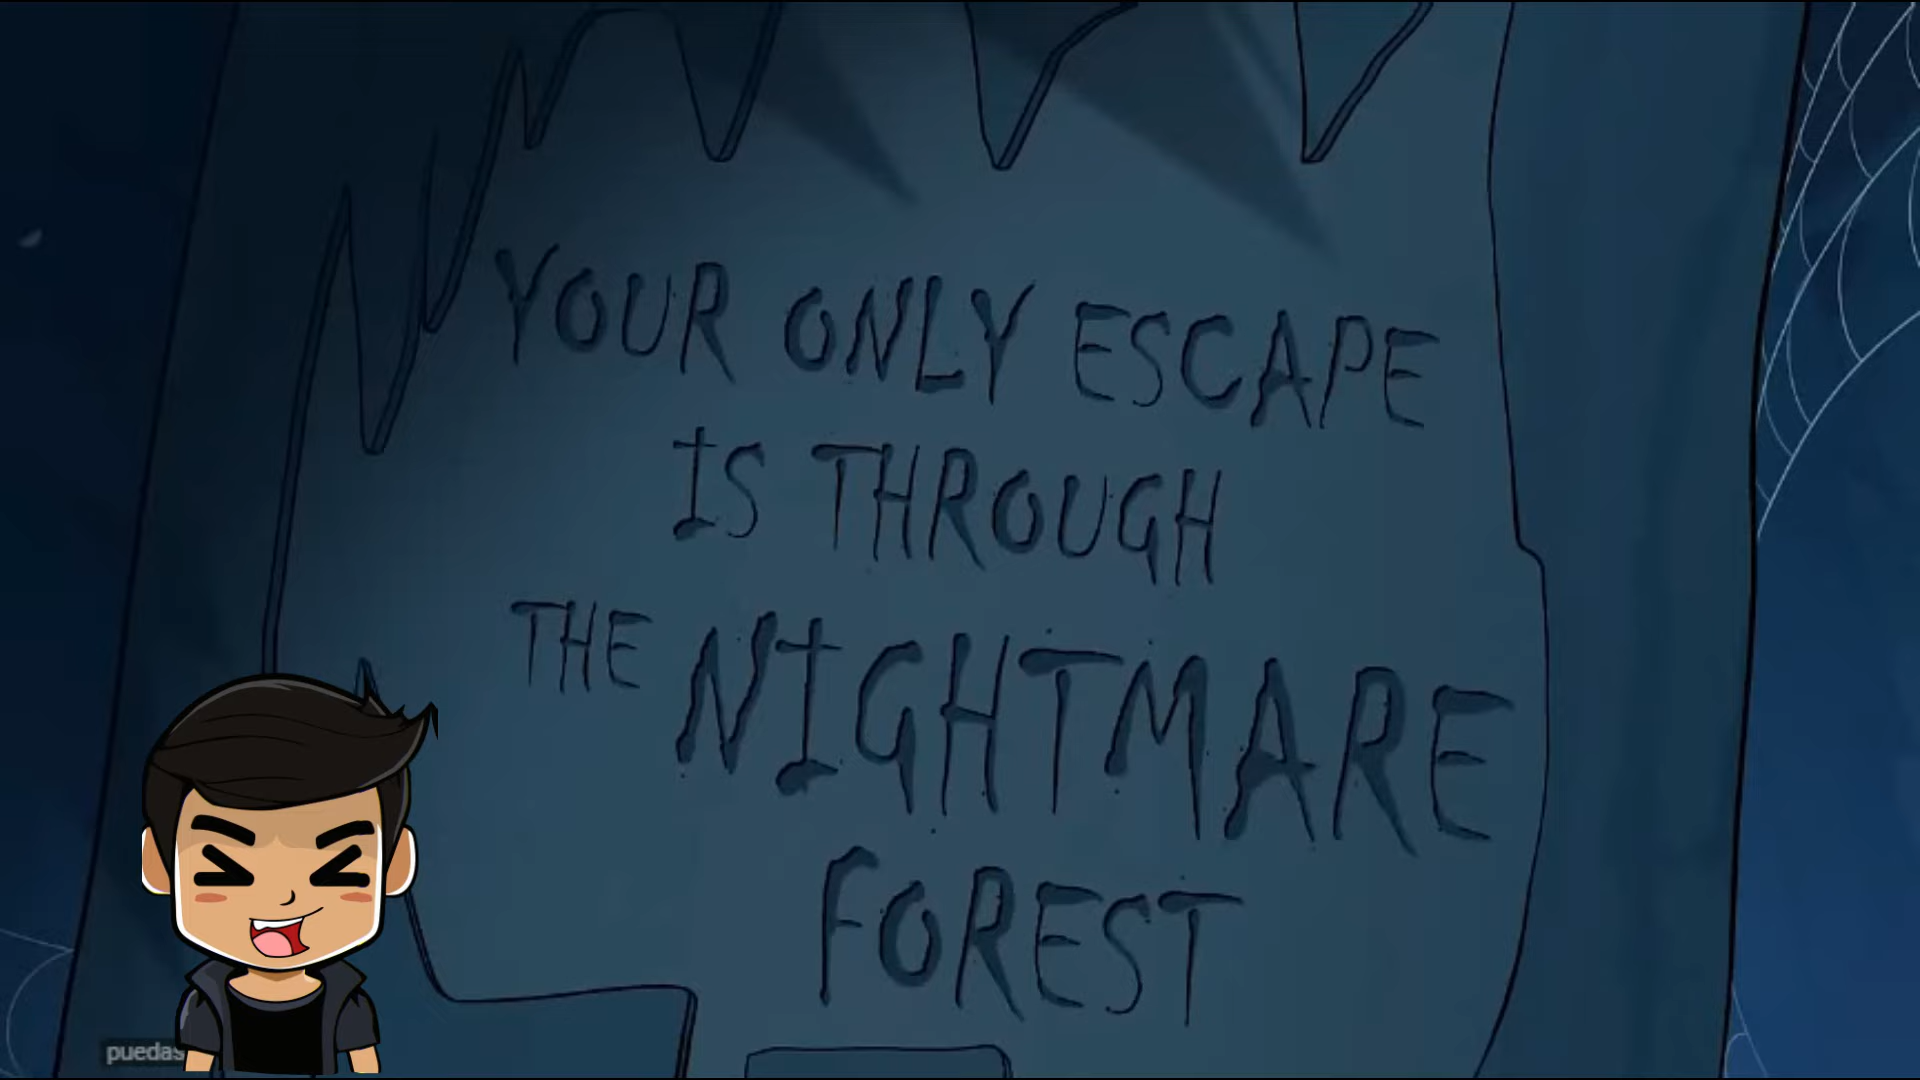 YOUR ONLY ESCAPE
IS THROUGH
THE NIGHTMARE
FOREST
puedas